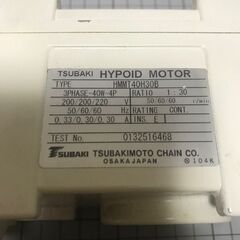 TSUBAKI HYPOID MOTOR
TYPE HMMT40H30B
3PHASE-40W-4P RATIO 1:30
200/200/220 V 50/60/60 r/min
50/60/60 Hz RATING CONT.
0.33/0.30/0.30 A INS. E
TEST No. 0132516468
TSUBAKI TSUBAKIMOTO CHAIN CO.
OSAKA JAPAN 104K